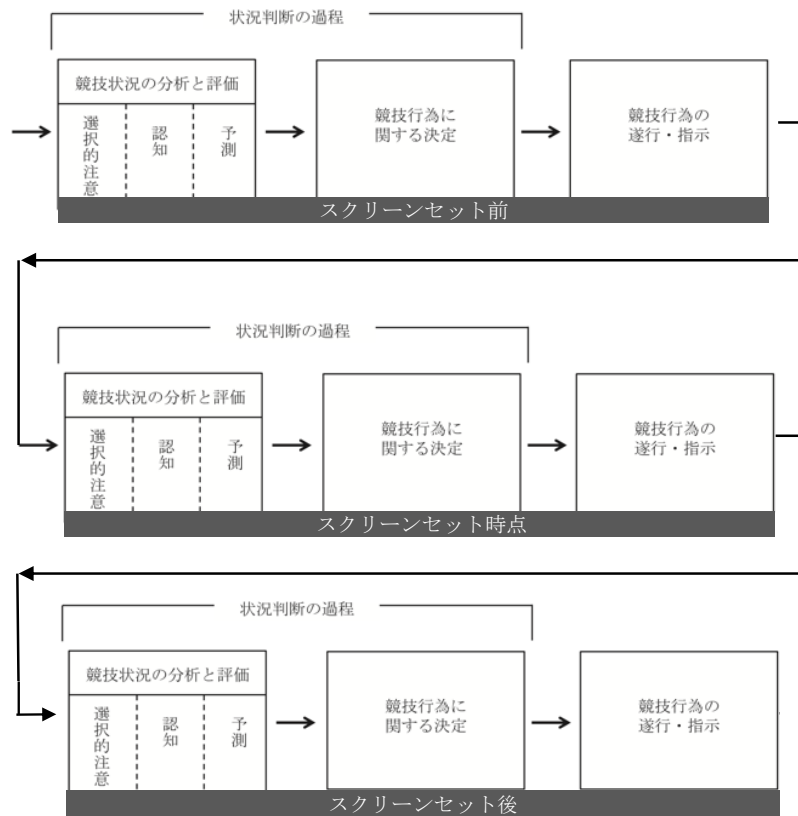 状況判断の過程
競技状況の分析と評価
選択的注意
認知
予測
競技行為に
関する決定
競技行為の
遂行・指示
スクリーンセット前
状況判断の過程
競技状況の分析と評価
選択的注意
認知
予測
競技行為に
関する決定
競技行為の
遂行・指示
スクリーンセット時点
状況判断の過程
競技状況の分析と評価
選択的注意
認知
予測
競技行為に
関する決定
競技行為の
遂行・指示
スクリーンセット後